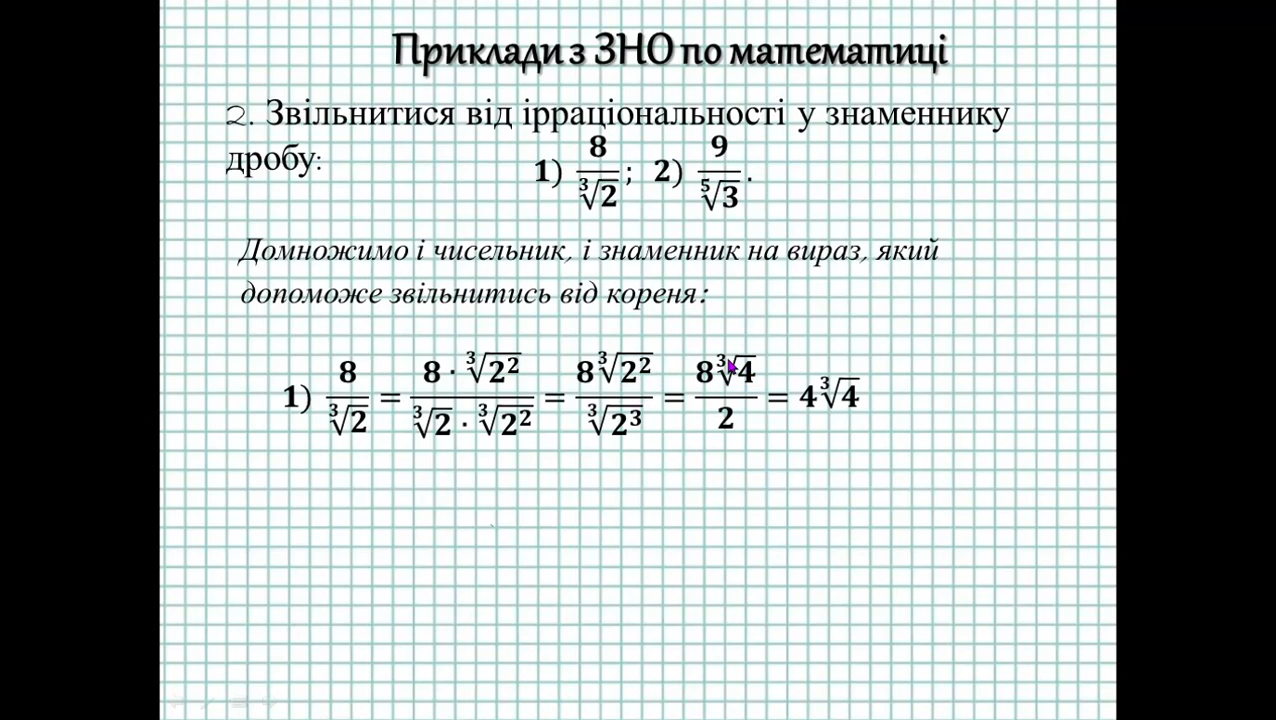 Приклади з ЗНО по математиці
2. Звільнитися від ірраціональності у знаменнику
дробу:
1) 8/∛2; 2) 9/⁵√3.
Домножимо і чисельник, і знаменник на вираз, який
допоможе звільнитись від кореня:
1) 8/∛2 = (8 · ∛2²)/(∛2 · ∛2²) = 8∛2²/∛2³ = 8∛4/2 = 4∛4